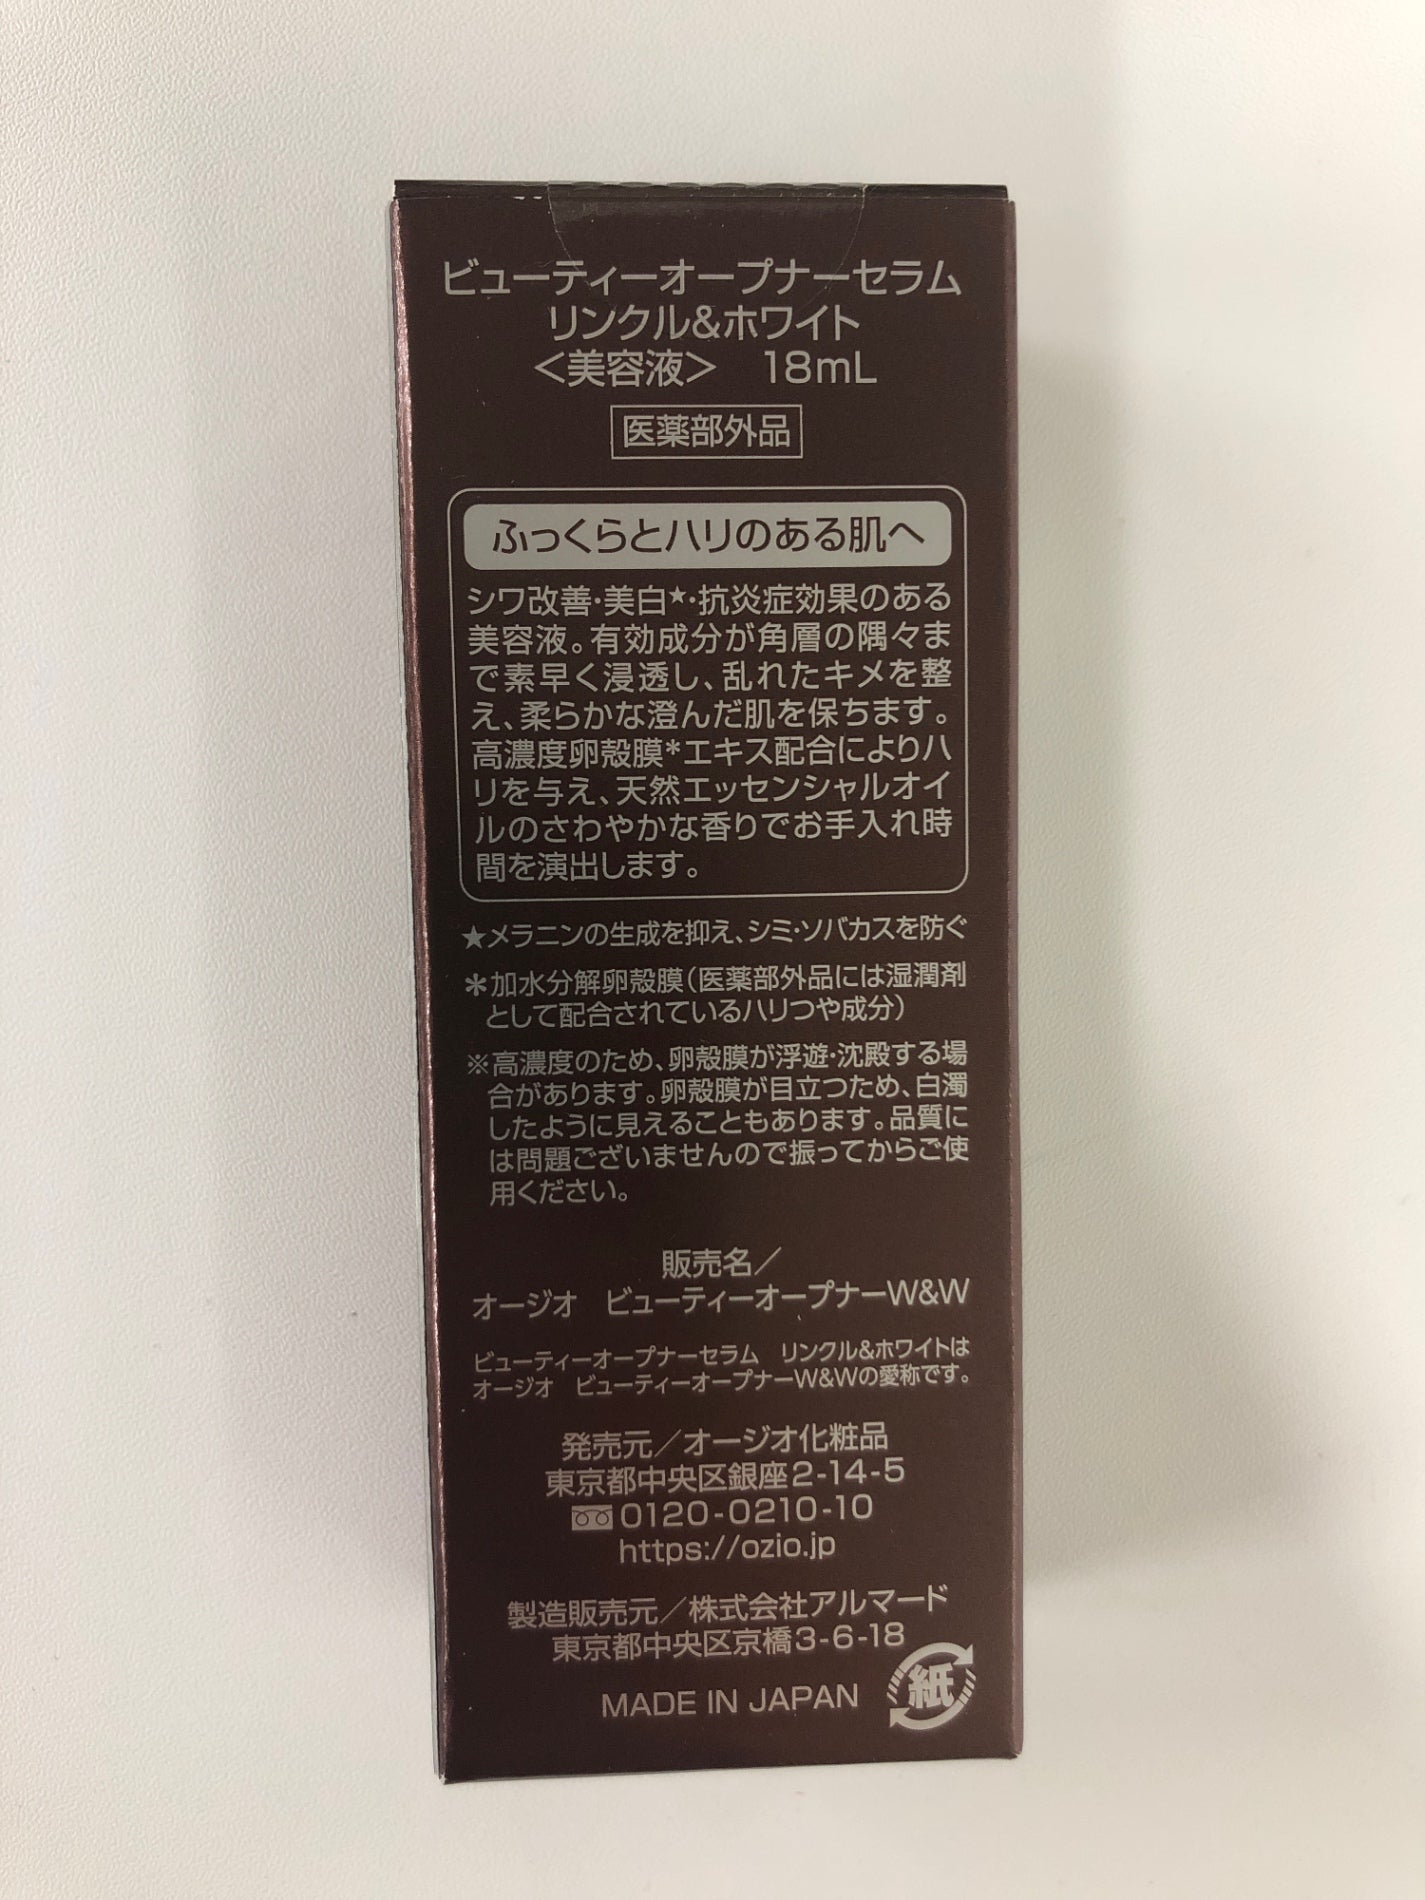 ビューティーオープナーセラム
リンクル&ホワイト
<美容液> 18mL
医薬部外品
ふっくらとハリのある肌へ
シワ改善・美白★・抗炎症効果のある
美容液。有効成分が角層の隅々ま
で素早く浸透し、乱れたキメを整
え、柔らかな澄んだ肌を保ちます。
高濃度卵殻膜*エキス配合によりハ
リを与え、天然エッセンシャルオイ
ルのさわやかな香りでお手入れ時
間を演出します。
★メラニンの生成を抑え、シミ・ソバカスを防ぐ
*加水分解卵殻膜(医薬部外品には湿潤剤
として配合されているハリつや成分)
※高濃度のため、卵殻膜が浮遊・沈殿する場
合があります。卵殻膜が目立つため、白濁
したように見えることもあります。品質に
は問題ございませんので振ってからご使
用ください。
販売名/
オージオ ビューティーオープナーW&W
ビューティーオープナーセラム リンクル&ホワイトは
オージオ ビューティーオープナーW&Wの愛称です。
発売元/オージオ化粧品
東京都中央区銀座2-14-5
0120-0210-10
https://ozio.jp
製造販売元/株式会社アルマード
東京都中央区京橋3-6-18
MADE IN JAPAN
紙